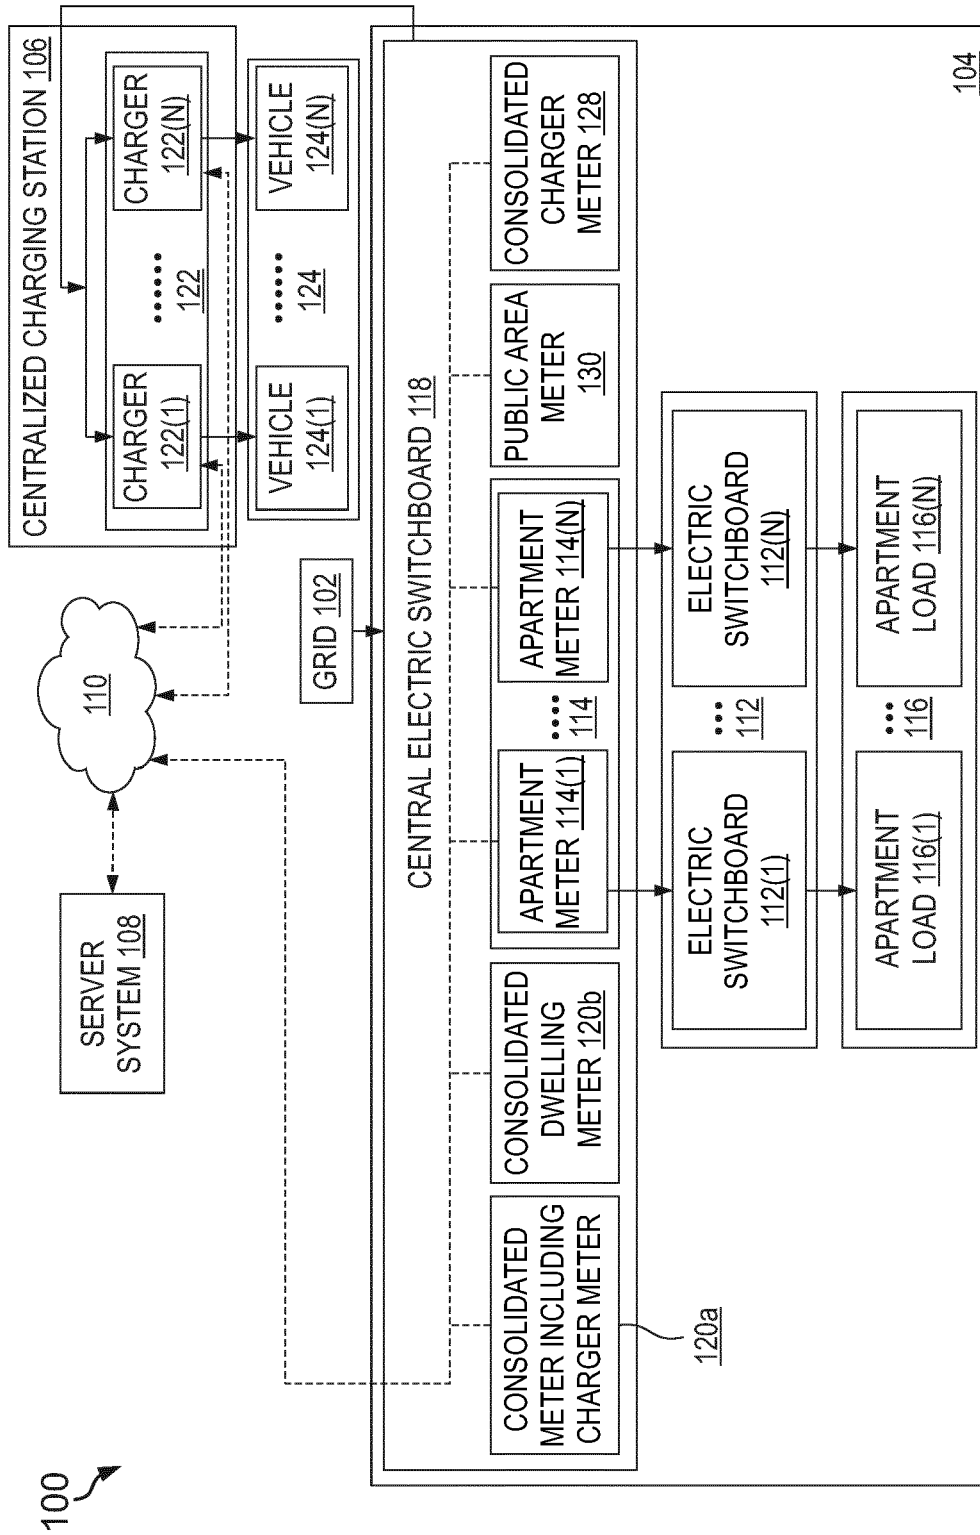 100
SERVER
SYSTEM 108
110
CENTRALIZED CHARGING STATION 106
CHARGER
122(1)
••••••
122
CHARGER
122(N)
VEHICLE
124(1)
••••••
124
VEHICLE
124(N)
GRID 102
CENTRAL ELECTRIC SWITCHBOARD 118
CONSOLIDATED
METER INCLUDING
CHARGER METER
120a
CONSOLIDATED
DWELLING
METER 120b
APARTMENT
METER 114(1)
••••
114
APARTMENT
METER 114(N)
PUBLIC AREA
METER
130
CONSOLIDATED
CHARGER
METER 128
ELECTRIC
SWITCHBOARD
112(1)
•••
112
ELECTRIC
SWITCHBOARD
112(N)
APARTMENT
LOAD 116(1)
•••
116
APARTMENT
LOAD 116(N)
104